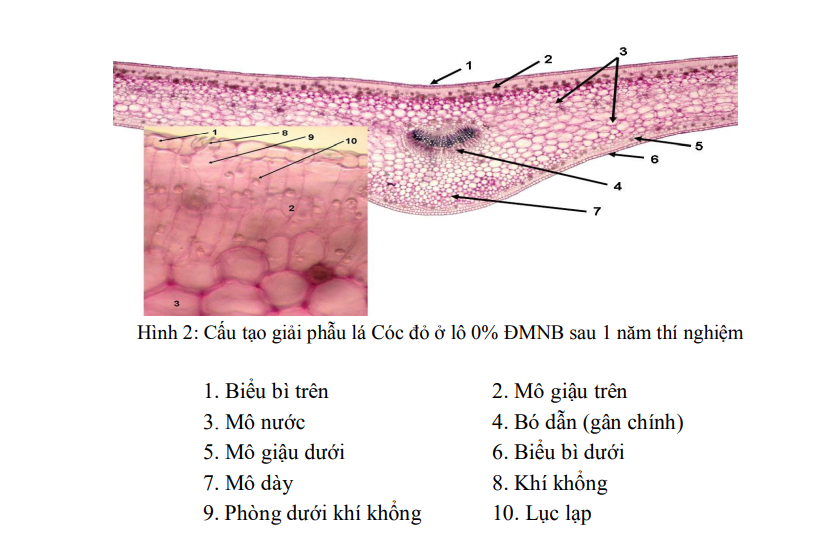 1
2
3
1
8
9
10
5
6
2
4
7
3
Hình 2: Cấu tạo giải phẫu lá Cóc đỏ ở lô 0% ĐMNB sau 1 năm thí nghiệm
1. Biểu bì trên
2. Mô giậu trên
3. Mô nước
4. Bó dẫn (gân chính)
5. Mô giậu dưới
6. Biểu bì dưới
7. Mô dày
8. Khí khổng
9. Phòng dưới khí khổng
10. Lục lạp